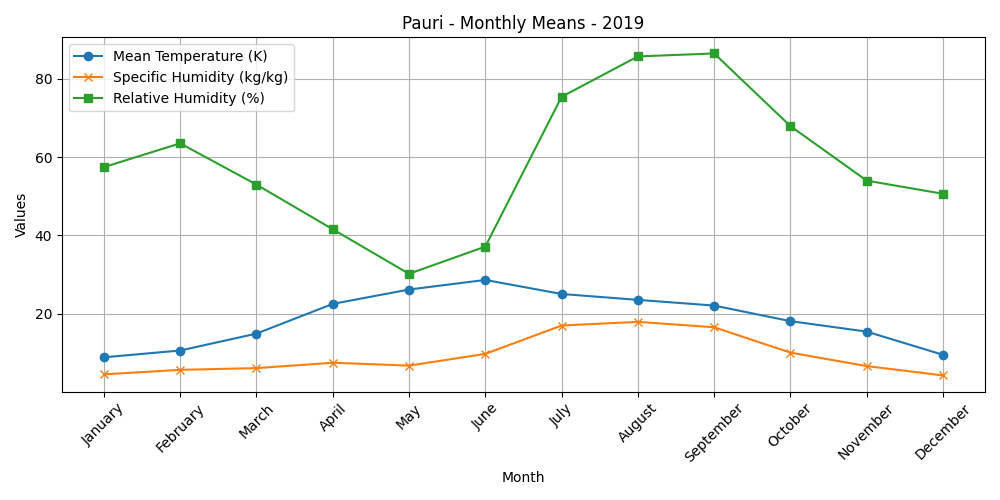 Pauri - Monthly Means - 2019
Mean Temperature (K)
Specific Humidity (kg/kg)
Relative Humidity (%)
Values
80
60
40
20
January
February
March
April
May
June
July
August
September
October
November
December
Month